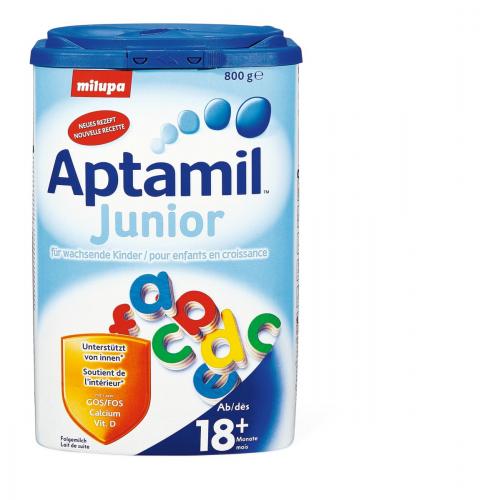 milupa
800 g e
NEUES REZEPT
NOUVELLE RECETTE
Aptamil™
Junior
für wachsende Kinder / pour enfants en croissance
a
f c b d c
e
Unterstützt
von innen*
Soutient de
l'intérieur*
GOS/FOS
Calcium
Vit. D
Ab/dès
18+
Monate
mois
Folgemilch
Lait de suite